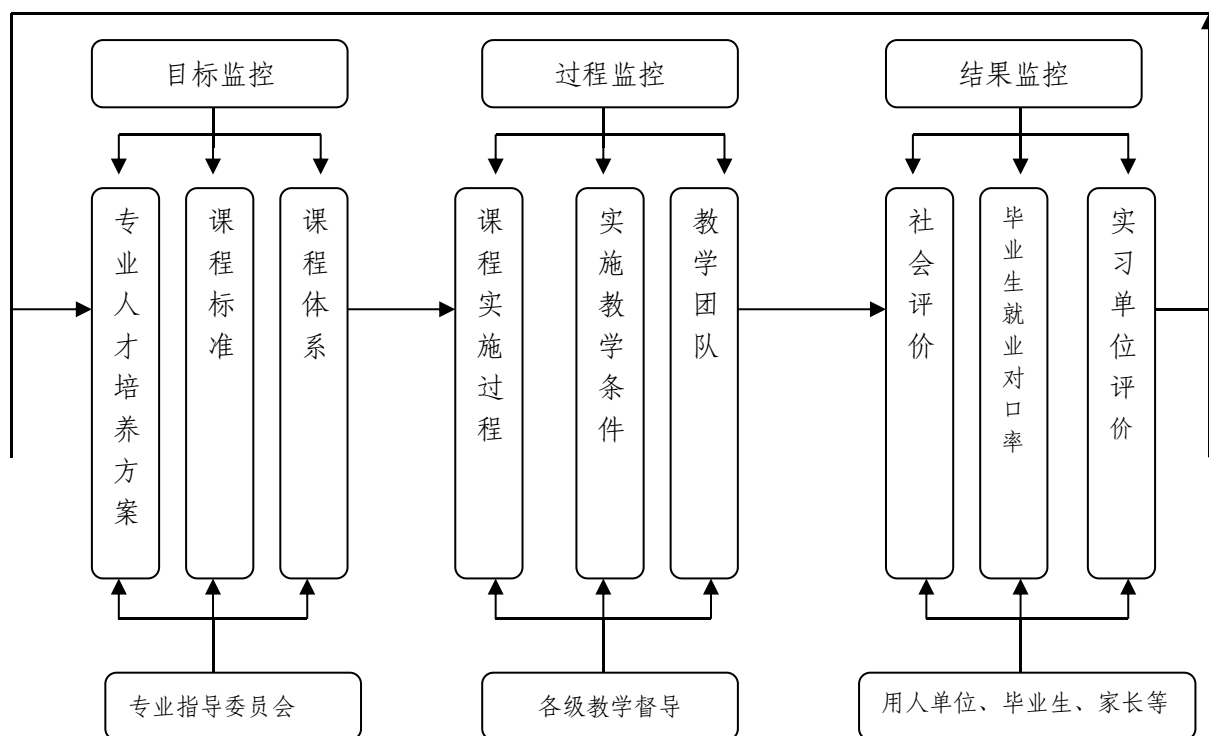 目标监控
过程监控
结果监控
专业人才培养方案
课程标准
课程体系
课程实施过程
实施教学条件
教学团队
社会评价
毕业生就业对口率
实习单位评价
专业指导委员会
各级教学督导
用人单位、毕业生、家长等